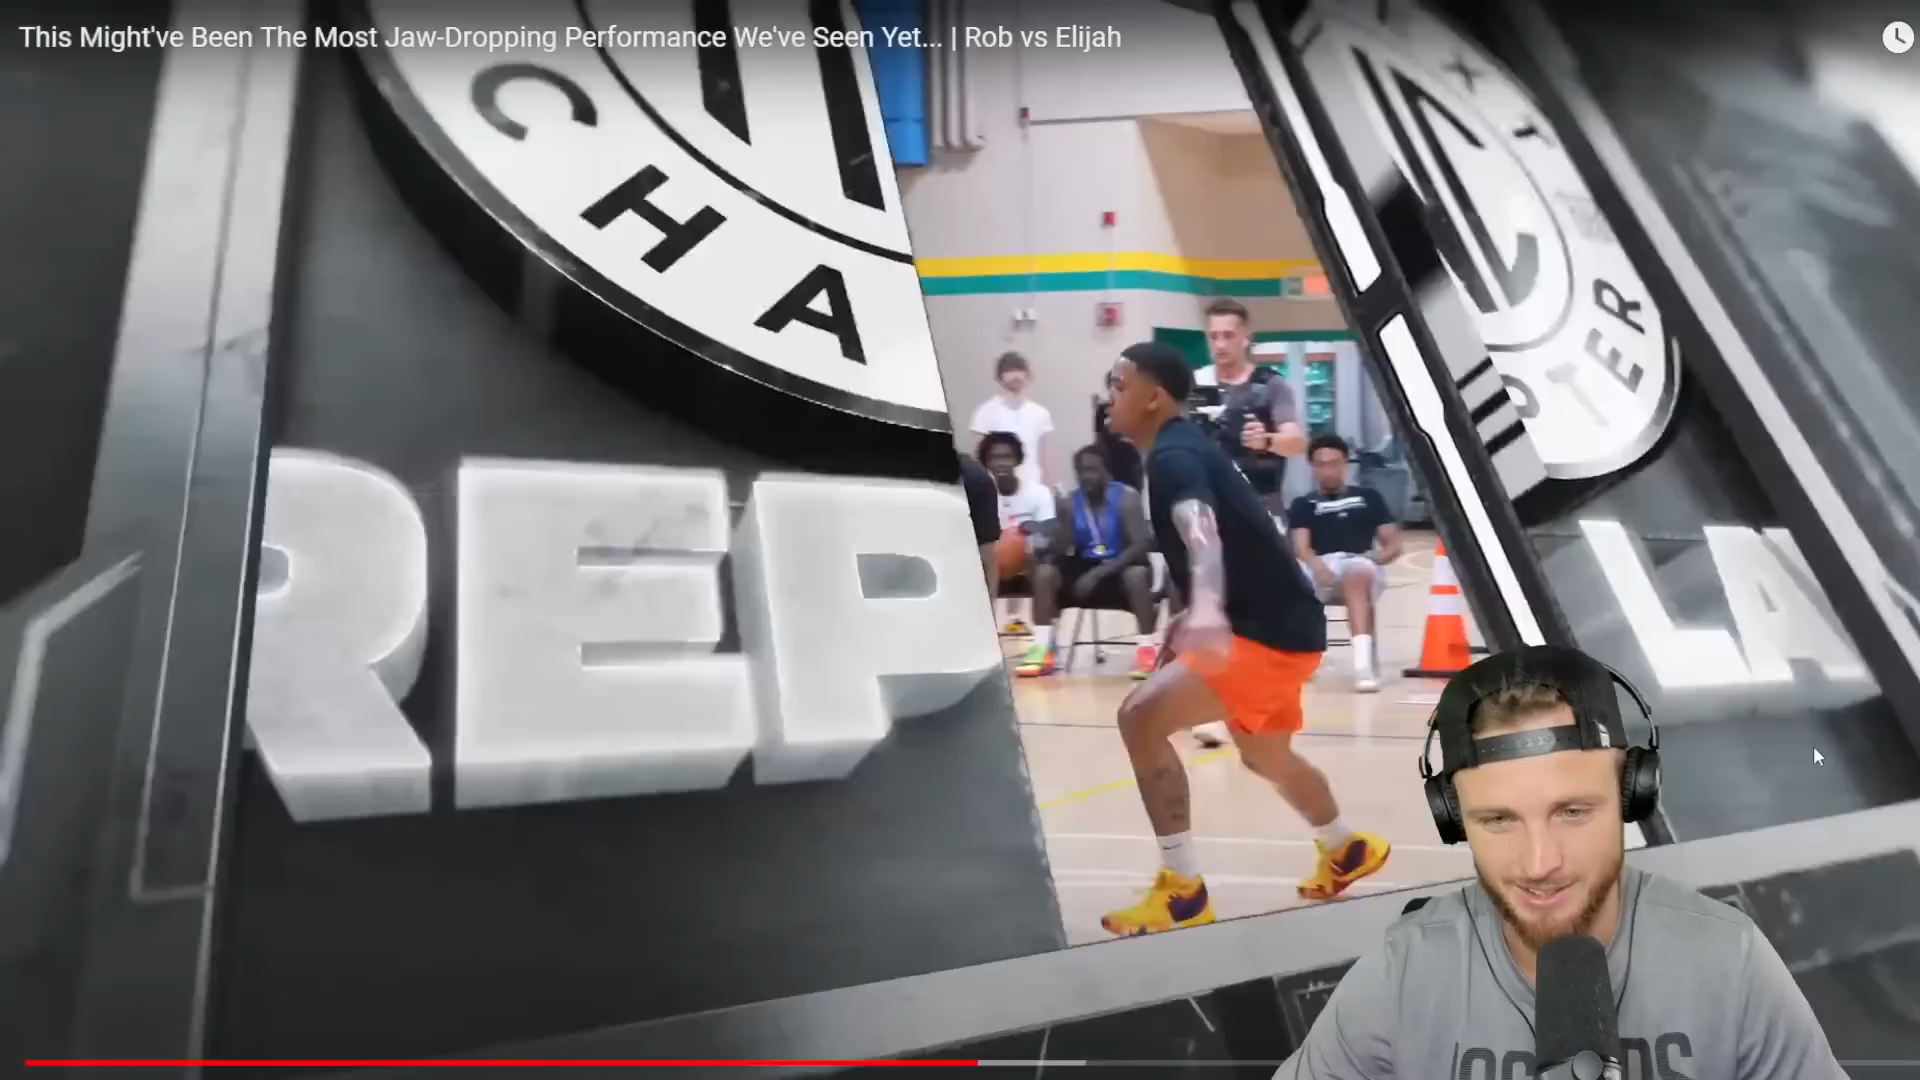 This Might've Been The Most Jaw-Dropping Performance We've Seen Yet... | Rob vs Elijah
CHA
PTER
REP
LA